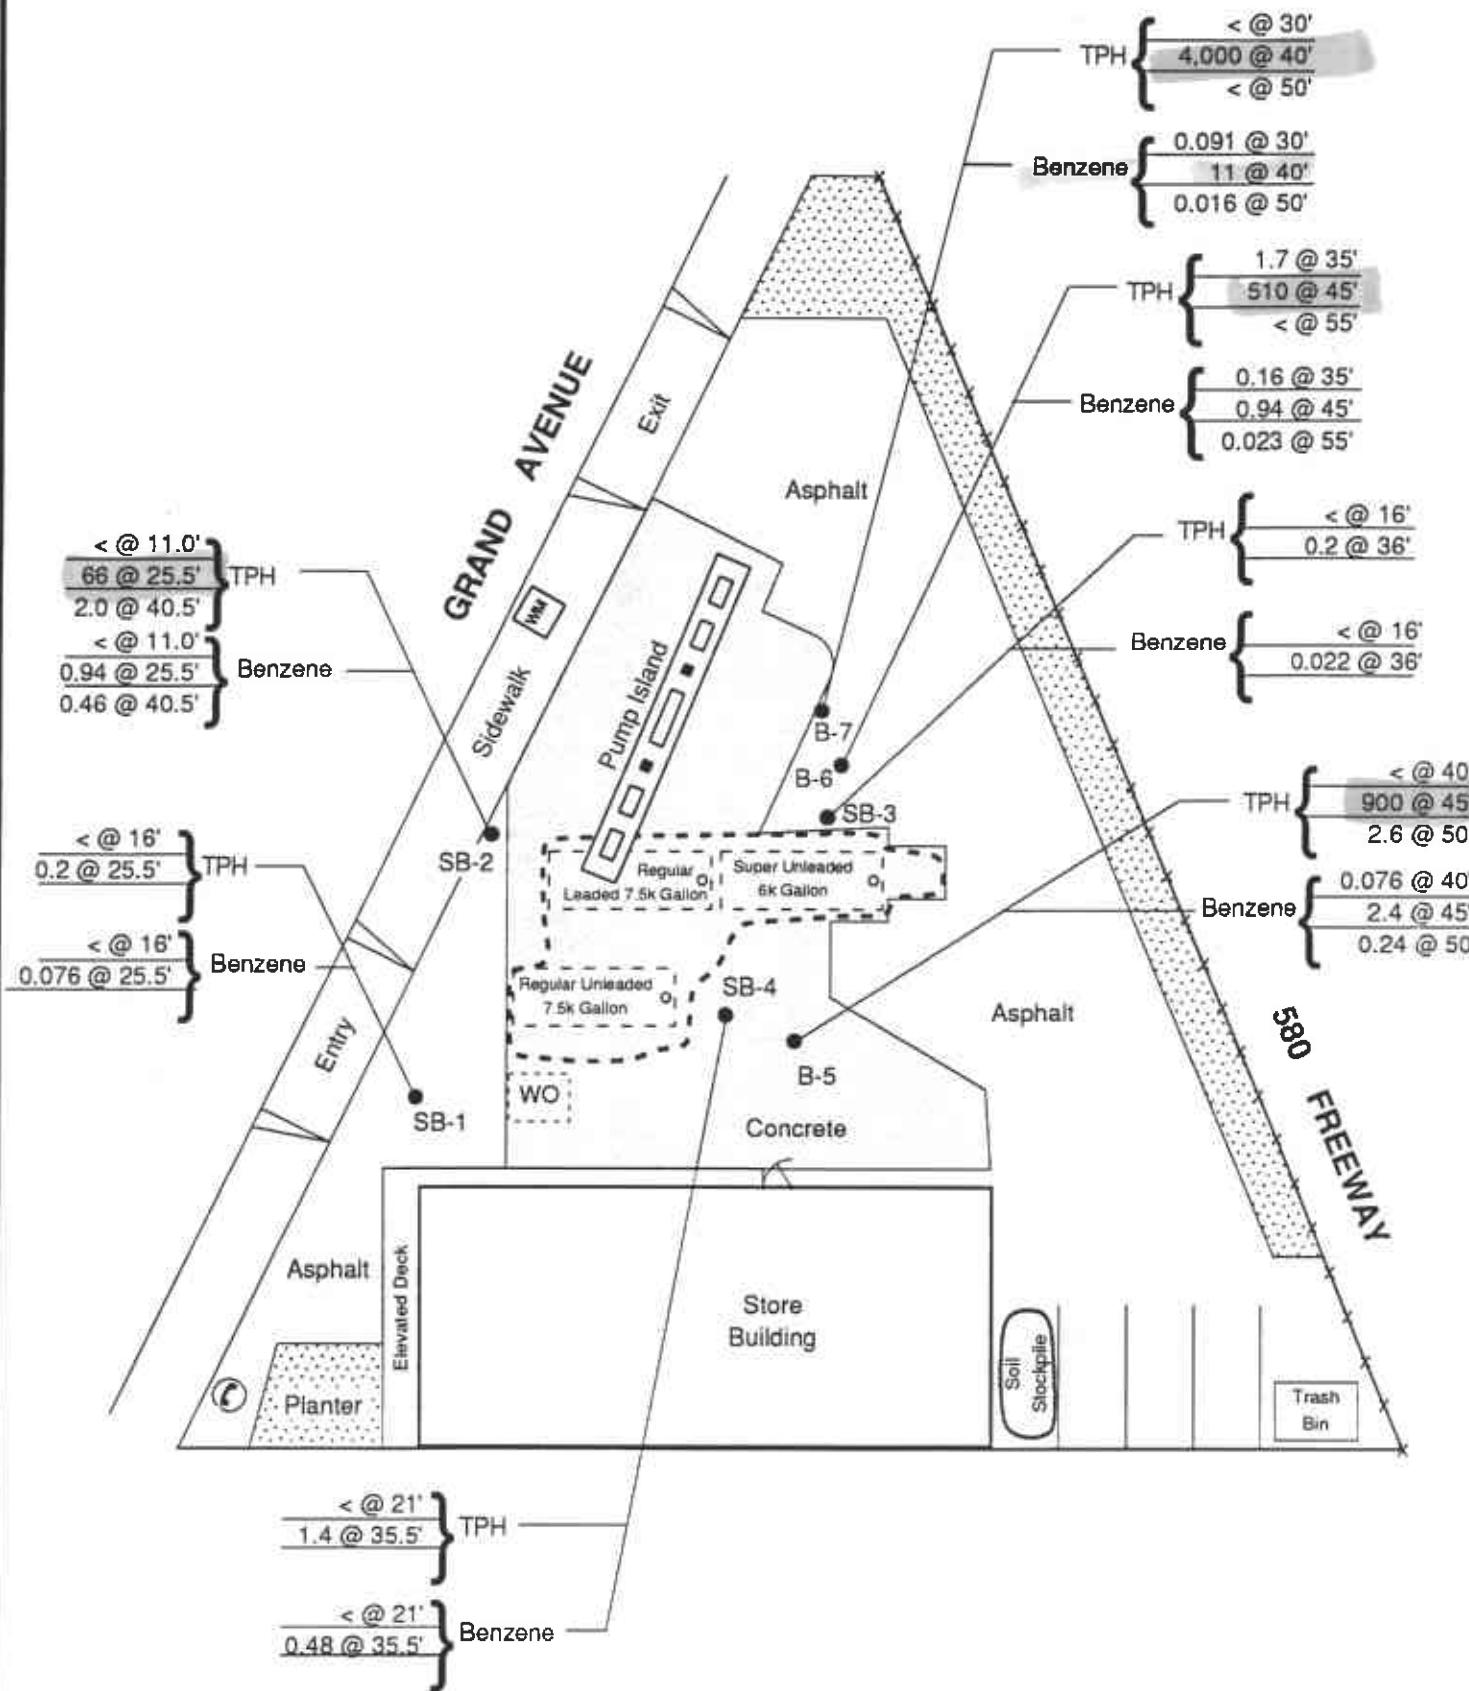 < @ 30'
TPH
4,000 @ 40'
< @ 50'
0.091 @ 30'
Benzene
11 @ 40'
0.016 @ 50'
1.7 @ 35'
TPH
510 @ 45'
< @ 55'
0.16 @ 35'
Benzene
0.94 @ 45'
0.023 @ 55'
< @ 16'
TPH
0.2 @ 36'
< @ 16'
Benzene
0.022 @ 36'
< @ 40
TPH
900 @ 45'
2.6 @ 50
0.076 @ 40'
Benzene
2.4 @ 45'
0.24 @ 50
< @ 11.0'
66 @ 25.5'
TPH
2.0 @ 40.5'
< @ 11.0'
0.94 @ 25.5'
Benzene
0.46 @ 40.5'
< @ 16'
TPH
0.2 @ 25.5'
< @ 16'
Benzene
0.076 @ 25.5'
GRAND AVENUE
Exit
Asphalt
WM
Sidewalk
Pump Island
B-7
B-6
SB-3
SB-2
Regular
Leaded 7.5k Gallon
Super Unleaded
6k Gallon
Regular Unleaded
7.5k Gallon
SB-4
B-5
Asphalt
580 FREEWAY
Entry
WO
SB-1
Concrete
Asphalt
Elevated Deck
Store
Building
Soil
Stockpile
Planter
Trash
Bin
< @ 21'
TPH
1.4 @ 35.5'
< @ 21'
Benzene
0.48 @ 35.5'